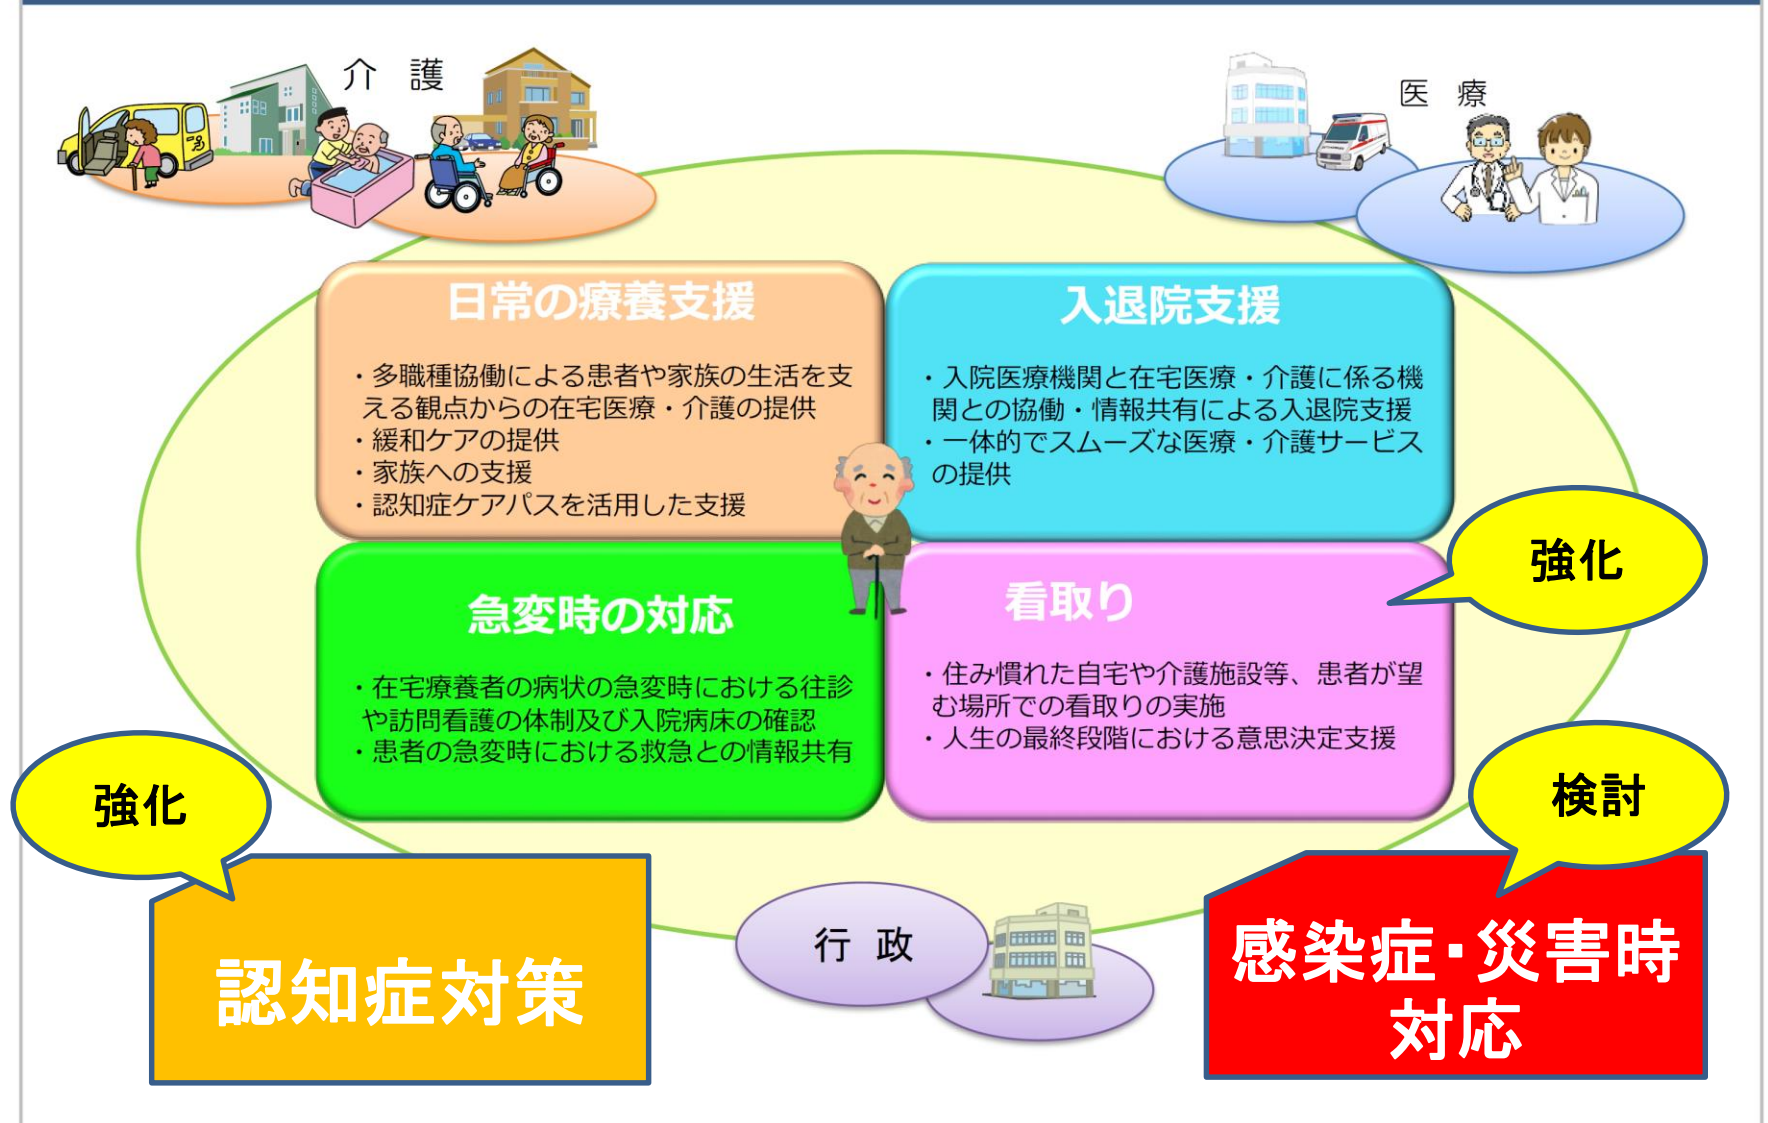 介 護
医 療
日常の療養支援
・多職種協働による患者や家族の生活を支
える観点からの在宅医療・介護の提供
・緩和ケアの提供
・家族への支援
・認知症ケアパスを活用した支援
入退院支援
・入院医療機関と在宅医療・介護に係る機
関との協働・情報共有による入退院支援
・一体的でスムーズな医療・介護サービス
の提供
強化
急変時の対応
・在宅療養者の病状の急変時における往診
や訪問看護の体制及び入院病床の確認
・患者の急変時における救急との情報共有
看取り
・住み慣れた自宅や介護施設等、患者が望
む場所での看取りの実施
・人生の最終段階における意思決定支援
強化
認知症対策
行 政
検討
感染症・災害時
対応